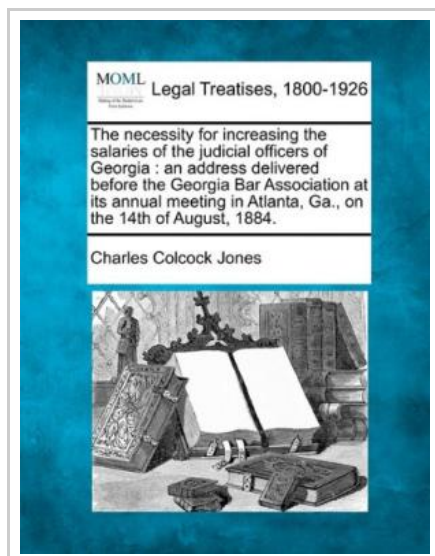 MOML
Legal Treatises, 1800-1926
The necessity for increasing the
salaries of the judicial officers of
Georgia : an address delivered
before the Georgia Bar Association at
its annual meeting in Atlanta, Ga., on
the 14th of August, 1884.
Charles Colcock Jones